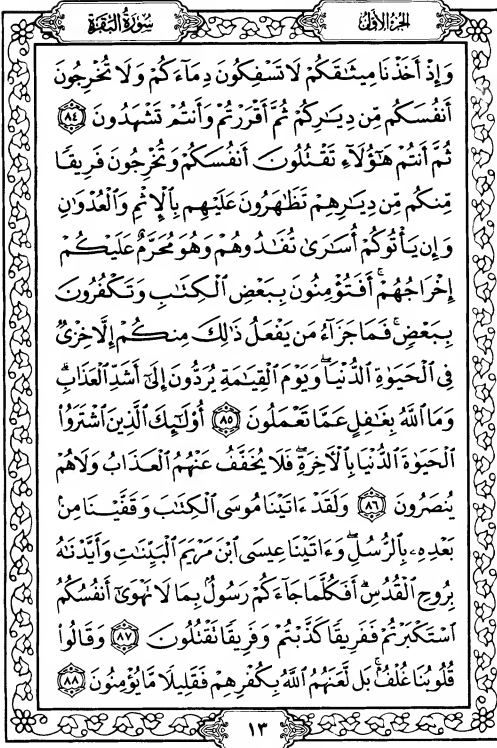 الجزء الأول
سورة البقرة
وَإِذْ أَخَذْنَا مِيثَٰقَكُمْ لَا تَسْفِكُونَ دِمَآءَكُمْ وَلَا تُخْرِجُونَ
أَنفُسَكُم مِّن دِيَٰرِكُمْ ثُمَّ أَقْرَرْتُمْ وَأَنتُمْ تَشْهَدُونَ ٨٤
ثُمَّ أَنتُمْ هَٰٓؤُلَآءِ تَقْتُلُونَ أَنفُسَكُمْ وَتُخْرِجُونَ فَرِيقًا
مِّنكُم مِّن دِيَٰرِهِمْ تَظَٰهَرُونَ عَلَيْهِم بِٱلْإِثْمِ وَٱلْعُدْوَٰنِ
وَإِن يَأْتُوكُمْ أُسَٰرَىٰ تُفَٰدُوهُمْ وَهُوَ مُحَرَّمٌ عَلَيْكُمْ
إِخْرَاجُهُمْ ۚ أَفَتُؤْمِنُونَ بِبَعْضِ ٱلْكِتَٰبِ وَتَكْفُرُونَ
بِبَعْضٍ ۚ فَمَا جَزَآءُ مَن يَفْعَلُ ذَٰلِكَ مِنكُمْ إِلَّا خِزْىٌ
فِى ٱلْحَيَوٰةِ ٱلدُّنْيَا ۖ وَيَوْمَ ٱلْقِيَٰمَةِ يُرَدُّونَ إِلَىٰٓ أَشَدِّ ٱلْعَذَابِ ۗ
وَمَا ٱللَّهُ بِغَٰفِلٍ عَمَّا تَعْمَلُونَ ٨٥ أُو۟لَٰٓئِكَ ٱلَّذِينَ ٱشْتَرَوُا۟
ٱلْحَيَوٰةَ ٱلدُّنْيَا بِٱلْءَاخِرَةِ ۖ فَلَا يُخَفَّفُ عَنْهُمُ ٱلْعَذَابُ وَلَا هُمْ
يُنصَرُونَ ٨٦ وَلَقَدْ ءَاتَيْنَا مُوسَى ٱلْكِتَٰبَ وَقَفَّيْنَا مِنۢ
بَعْدِهِۦ بِٱلرُّسُلِ ۖ وَءَاتَيْنَا عِيسَى ٱبْنَ مَرْيَمَ ٱلْبَيِّنَٰتِ وَأَيَّدْنَٰهُ
بِرُوحِ ٱلْقُدُسِ ۗ أَفَكُلَّمَا جَآءَكُمْ رَسُولٌۢ بِمَا لَا تَهْوَىٰٓ أَنفُسُكُمُ
ٱسْتَكْبَرْتُمْ فَفَرِيقًا كَذَّبْتُمْ وَفَرِيقًا تَقْتُلُونَ ٨٧ وَقَالُوا۟
قُلُوبُنَا غُلْفٌۢ ۚ بَل لَّعَنَهُمُ ٱللَّهُ بِكُفْرِهِمْ فَقَلِيلًا مَّا يُؤْمِنُونَ ٨٨
١٣